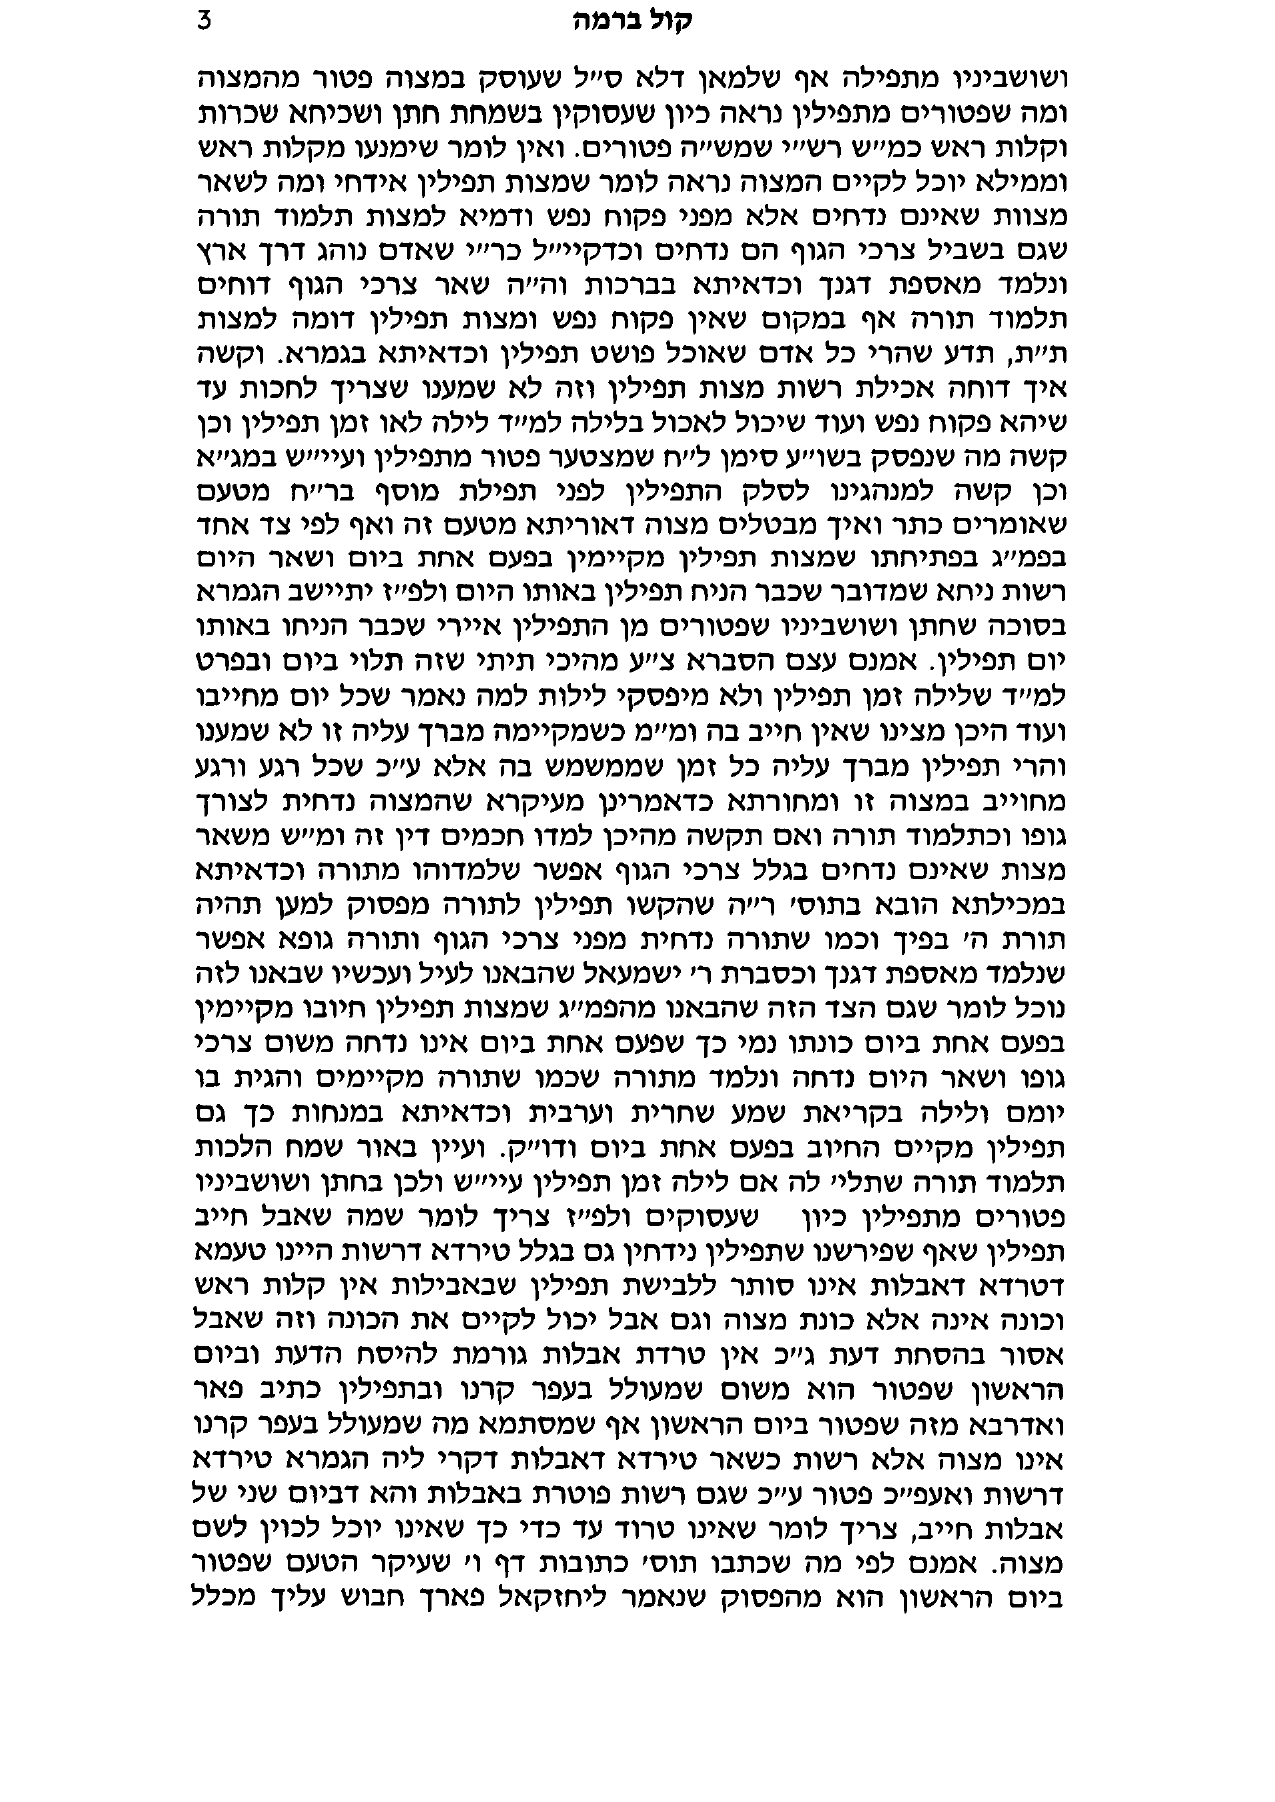 קול ברמה 3
ושושביניו מתפילה אף שלמאן דלא ס״ל שעוסק במצוה פטור מהמצוה
ומה שפטורים מתפילין נראה כיון שעסוקין בשמחת חתן ושכיחא שכרות
וקלות ראש כמ״ש רש״י שמש״ה פטורים. ואין לומר שימנעו מקלות ראש
וממילא יוכל לקיים המצוה נראה לומר שמצות תפילין אידחי ומה לשאר
מצוות שאינם נדחים אלא מפני פקוח נפש ודמיא למצות תלמוד תורה
שגם בשביל צרכי הגוף הם נדחים וכדקיי״ל כר״י שאדם נוהג דרך ארץ
ונלמד מאספת דגנך וכדאיתא בברכות וה״ה שאר צרכי הגוף דוחים
תלמוד תורה אף במקום שאין פקוח נפש ומצות תפילין דומה למצות
ת״ת, תדע שהרי כל אדם שאוכל פושט תפילין וכדאיתא בגמרא. וקשה
איך דוחה אכילת רשות מצות תפילין וזה לא שמענו שצריך לחכות עד
שיהא פקוח נפש ועוד שיכול לאכול בלילה למ״ד לילה לאו זמן תפילין וכן
קשה מה שנפסק בשו״ע סימן ל״ח שמצטער פטור מתפילין ועיי״ש במג״א
וכן קשה למנהגינו לסלק התפילין לפני תפילת מוסף בר״ח מטעם
שאומרים כתר ואיך מבטלים מצוה דאוריתא מטעם זה ואף לפי צד אחד
בפמ״ג בפתיחתו שמצות תפילין מקיימין בפעם אחת ביום ושאר היום
רשות ניחא שמדובר שכבר הניח תפילין באותו היום ולפ״ז יתיישב הגמרא
בסוכה שחתן ושושביניו שפטורים מן התפילין איירי שכבר הניחו באותו
יום תפילין. אמנם עצם הסברא צ״ע מהיכי תיתי שזה תלוי ביום ובפרט
למ״ד שלילה זמן תפילין ולא מיפסקי לילות למה נאמר שכל יום מחייבו
ועוד היכן מצינו שאין חייב בה ומ״מ כשמקיימה מברך עליה זו לא שמענו
והרי תפילין מברך עליה כל זמן שממשמש בה אלא ע״כ שכל רגע ורגע
מחוייב במצוה זו ומחורתא כדאמרינן מעיקרא שהמצוה נדחית לצורך
גופו וכתלמוד תורה ואם תקשה מהיכן למדו חכמים דין זה ומ״ש משאר
מצות שאינם נדחים בגלל צרכי הגוף אפשר שלמדוהו מתורה וכדאיתא
במכילתא הובא בתוס׳ ר״ה שהקשו תפילין לתורה מפסוק למען תהיה
תורת ה׳ בפיך וכמו שתורה נדחית מפני צרכי הגוף ותורה גופא אפשר
שנלמד מאספת דגנך וכסברת ר׳ ישמעאל שהבאנו לעיל ועכשיו שבאנו לזה
נוכל לומר שגם הצד הזה שהבאנו מהפמ״ג שמצות תפילין חיובו מקיימין
בפעם אחת ביום כונתו נמי כך שפעם אחת ביום אינו נדחה משום צרכי
גופו ושאר היום נדחה ונלמד מתורה שכמו שתורה מקיימים והגית בו
יומם ולילה בקריאת שמע שחרית וערבית וכדאיתא במנחות כך גם
תפילין מקיים החיוב בפעם אחת ביום ודו״ק. ועיין באור שמח הלכות
תלמוד תורה שתלי׳ לה אם לילה זמן תפילין עיי״ש ולכן בחתן ושושביניו
פטורים מתפילין כיון שעסוקים ולפ״ז צריך לומר שמה שאבל חייב
תפילין שאף שפירשנו שתפילין נידחין גם בגלל טירדא דרשות היינו טעמא
דטרדא דאבלות אינו סותר ללבישת תפילין שבאבילות אין קלות ראש
וכונה אינה אלא כונת מצוה וגם אבל יכול לקיים את הכונה וזה שאבל
אסור בהסחת דעת ג״כ אין טרדת אבלות גורמת להיסח הדעת וביום
הראשון שפטור הוא משום שמעולל בעפר קרנו ובתפילין כתיב פאר
ואדרבא מזה שפטור ביום הראשון אף שמסתמא מה שמעולל בעפר קרנו
אינו מצוה אלא רשות כשאר טירדא דאבלות דקרי ליה הגמרא טירדא
דרשות ואעפ״כ פטור ע״כ שגם רשות פוטרת באבלות והא דביום שני של
אבלות חייב, צריך לומר שאינו טרוד עד כדי כך שאינו יוכל לכוין לשם
מצוה. אמנם לפי מה שכתבו תוס׳ כתובות דף ו׳ שעיקר הטעם שפטור
ביום הראשון הוא מהפסוק שנאמר ליחזקאל פארך חבוש עליך מכלל